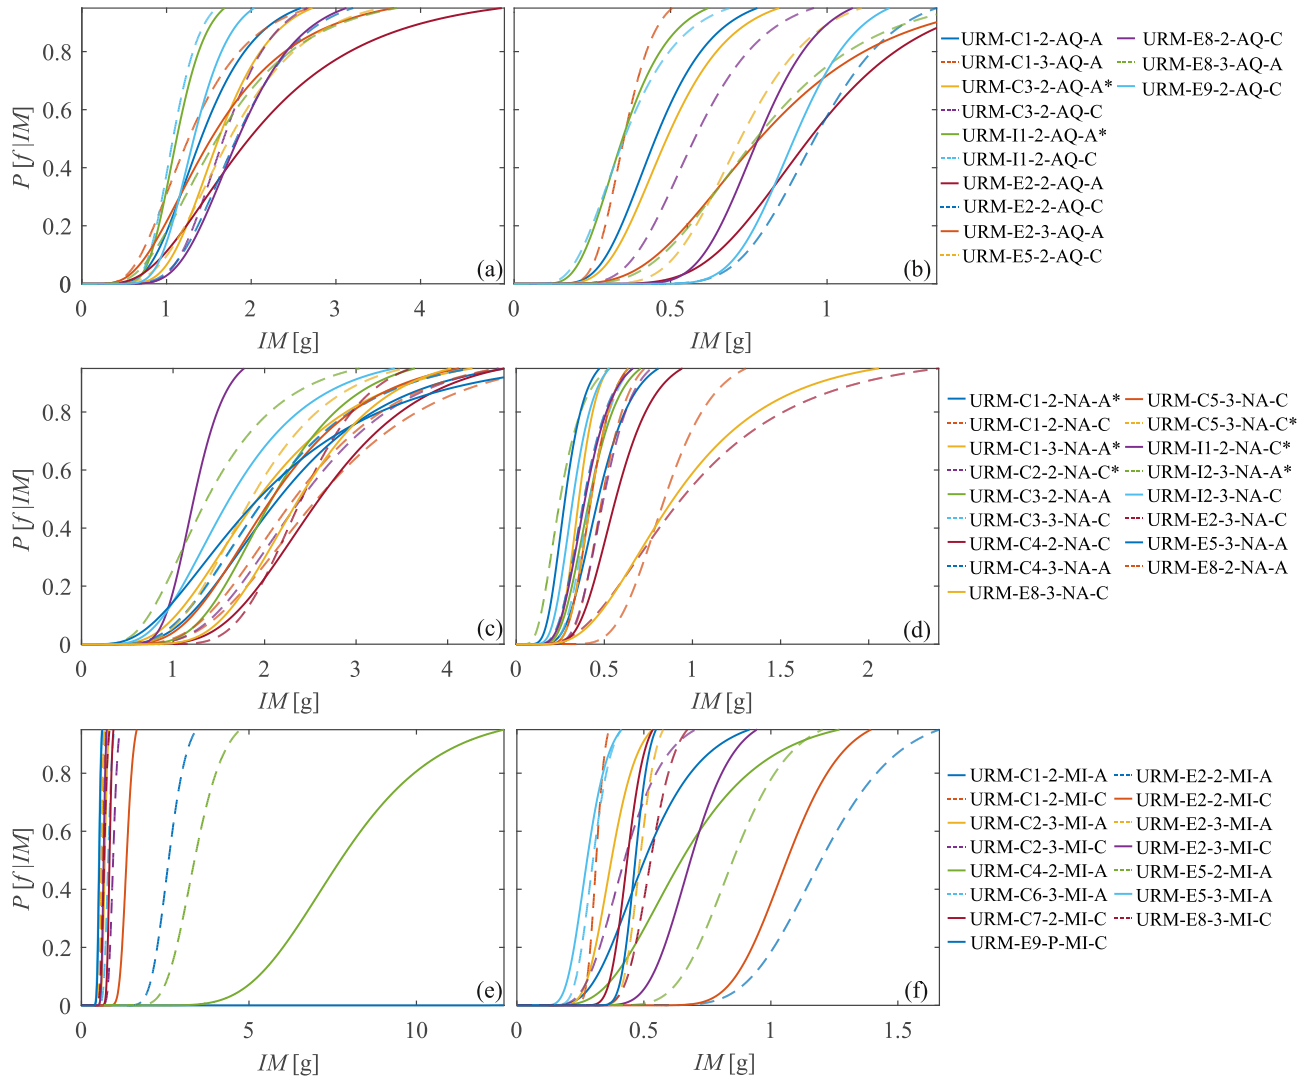 P [f|IM]
0.8
0.6
0.4
0.2
0
0 1 2 3 4
IM [g]
(a)
0 0.5 1
IM [g]
(b)
URM-C1-2-AQ-A
URM-C1-3-AQ-A
URM-C3-2-AQ-A*
URM-C3-2-AQ-C
URM-I1-2-AQ-A*
URM-I1-2-AQ-C
URM-E2-2-AQ-A
URM-E2-2-AQ-C
URM-E2-3-AQ-A
URM-E5-2-AQ-C
URM-E8-2-AQ-C
URM-E8-3-AQ-A
URM-E9-2-AQ-C
P [f|IM]
0.8
0.6
0.4
0.2
0
0 1 2 3 4
IM [g]
(c)
0 0.5 1 1.5 2
IM [g]
(d)
URM-C1-2-NA-A*
URM-C1-2-NA-C
URM-C1-3-NA-A*
URM-C2-2-NA-C*
URM-C3-2-NA-A
URM-C3-3-NA-C
URM-C4-2-NA-C
URM-C4-3-NA-A
URM-E8-3-NA-C
URM-C5-3-NA-C
URM-C5-3-NA-C*
URM-I1-2-NA-C*
URM-I2-3-NA-A*
URM-I2-3-NA-C
URM-E2-3-NA-C
URM-E5-3-NA-A
URM-E8-2-NA-A
P [f|IM]
0.8
0.6
0.4
0.2
0
0 5 10
IM [g]
(e)
0 0.5 1 1.5
IM [g]
(f)
URM-C1-2-MI-A
URM-C1-2-MI-C
URM-C2-3-MI-A
URM-C2-3-MI-C
URM-C4-2-MI-A
URM-C6-3-MI-A
URM-C7-2-MI-C
URM-E9-P-MI-C
URM-E2-2-MI-A
URM-E2-2-MI-C
URM-E2-3-MI-A
URM-E2-3-MI-C
URM-E5-2-MI-A
URM-E5-3-MI-A
URM-E8-3-MI-C